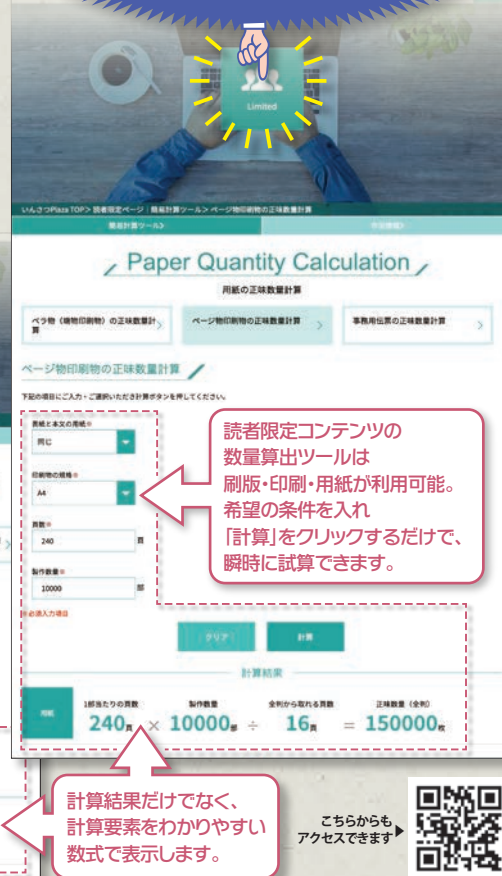 Limited
いんさつPlaza TOP> 読者限定ページ｜簡易計算ツール> ページ物印刷物の正味数量計算
簡易計算ツール>
Paper Quantity Calculation
用紙の正味数量計算
ペラ物（端物印刷物）の正味数量計算 >
ページ物印刷物の正味数量計算 >
事務用伝票の正味数量計算 >
ページ物印刷物の正味数量計算
下記の項目にご入力・ご選択いただき計算ボタンを押してください。
表紙と本文の用紙※
同じ
印刷物の規格※
A4
頁数※
240 頁
製作数量※
10000 部
※必須入力項目
クリア 計算
計算結果
用紙
1部当たりの頁数 製作数量 全判から取れる頁数 正味数量（全判）
240頁 × 10000部 ÷ 16頁 = 150000枚
読者限定コンテンツの
数量算出ツールは
刷版・印刷・用紙が利用可能。
希望の条件を入れ
「計算」をクリックするだけで、
瞬時に試算できます。
計算結果だけでなく、
計算要素をわかりやすい
数式で表示します。
こちらからも
アクセスできます